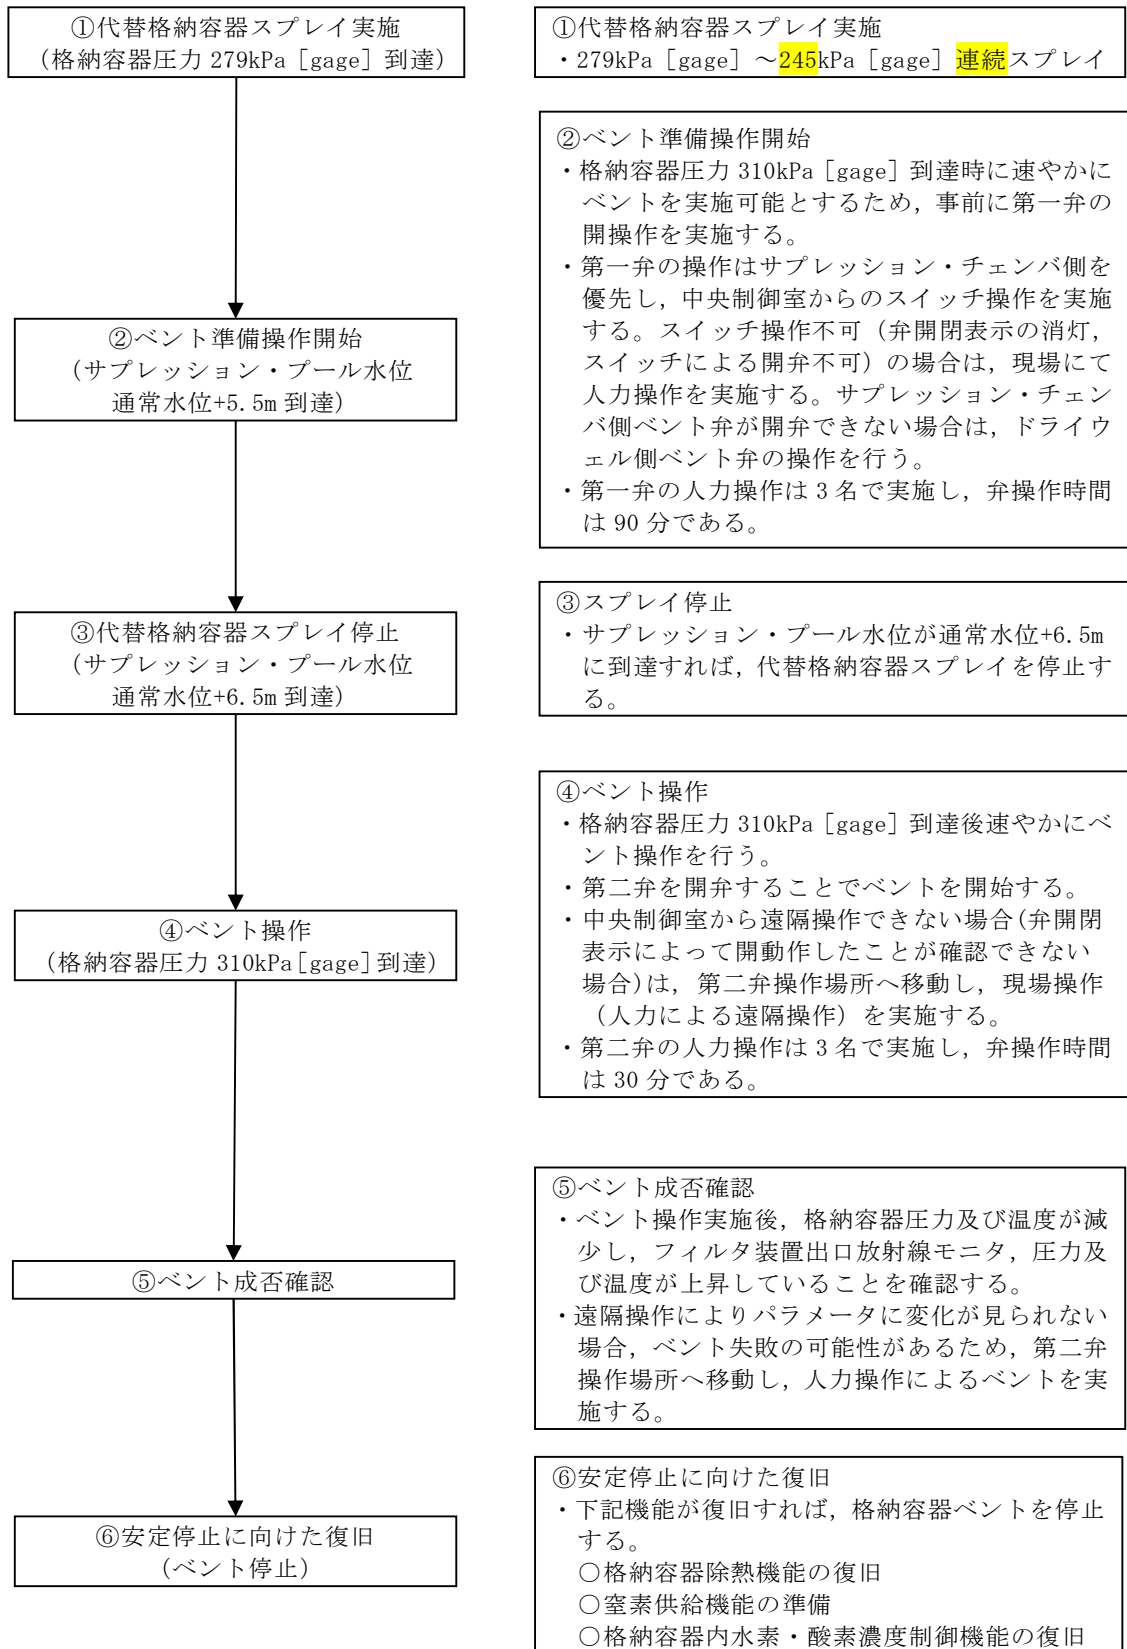 ①代替格納容器スプレイ実施
(格納容器圧力 279kPa［gage］到達)
②ベント準備操作開始
(サプレッション・プール水位
通常水位+5.5m 到達)
③代替格納容器スプレイ停止
(サプレッション・プール水位
通常水位+6.5m 到達)
④ベント操作
(格納容器圧力 310kPa［gage］到達)
⑤ベント成否確認
⑥安定停止に向けた復旧
(ベント停止)
①代替格納容器スプレイ実施
・279kPa［gage］～245kPa［gage］連続スプレイ
②ベント準備操作開始
・格納容器圧力 310kPa［gage］到達時に速やかに
ベントを実施可能とするため，事前に第一弁の
開操作を実施する。
・第一弁の操作はサプレッション・チェンバ側を
優先し，中央制御室からのスイッチ操作を実施
する。スイッチ操作不可（弁開閉表示の消灯，
スイッチによる開弁不可）の場合は，現場にて
人力操作を実施する。サプレッション・チェン
バ側ベント弁が開弁できない場合は，ドライウ
ェル側ベント弁の操作を行う。
・第一弁の人力操作は 3 名で実施し，弁操作時間
は 90 分である。
③スプレイ停止
・サプレッション・プール水位が通常水位+6.5m
に到達すれば，代替格納容器スプレイを停止す
る。
④ベント操作
・格納容器圧力 310kPa［gage］到達後速やかにベ
ント操作を行う。
・第二弁を開弁することでベントを開始する。
・中央制御室から遠隔操作できない場合(弁開閉
表示によって開動作したことが確認できない
場合)は，第二弁操作場所へ移動し，現場操作
（人力による遠隔操作）を実施する。
・第二弁の人力操作は 3 名で実施し，弁操作時間
は 30 分である。
⑤ベント成否確認
・ベント操作実施後，格納容器圧力及び温度が減
少し，フィルタ装置出口放射線モニタ，圧力及
び温度が上昇していることを確認する。
・遠隔操作によりパラメータに変化が見られない
場合，ベント失敗の可能性があるため，第二弁
操作場所へ移動し，人力操作によるベントを実
施する。
⑥安定停止に向けた復旧
・下記機能が復旧すれば，格納容器ベントを停止
する。
○格納容器除熱機能の復旧
○窒素供給機能の準備
○格納容器内水素・酸素濃度制御機能の復旧